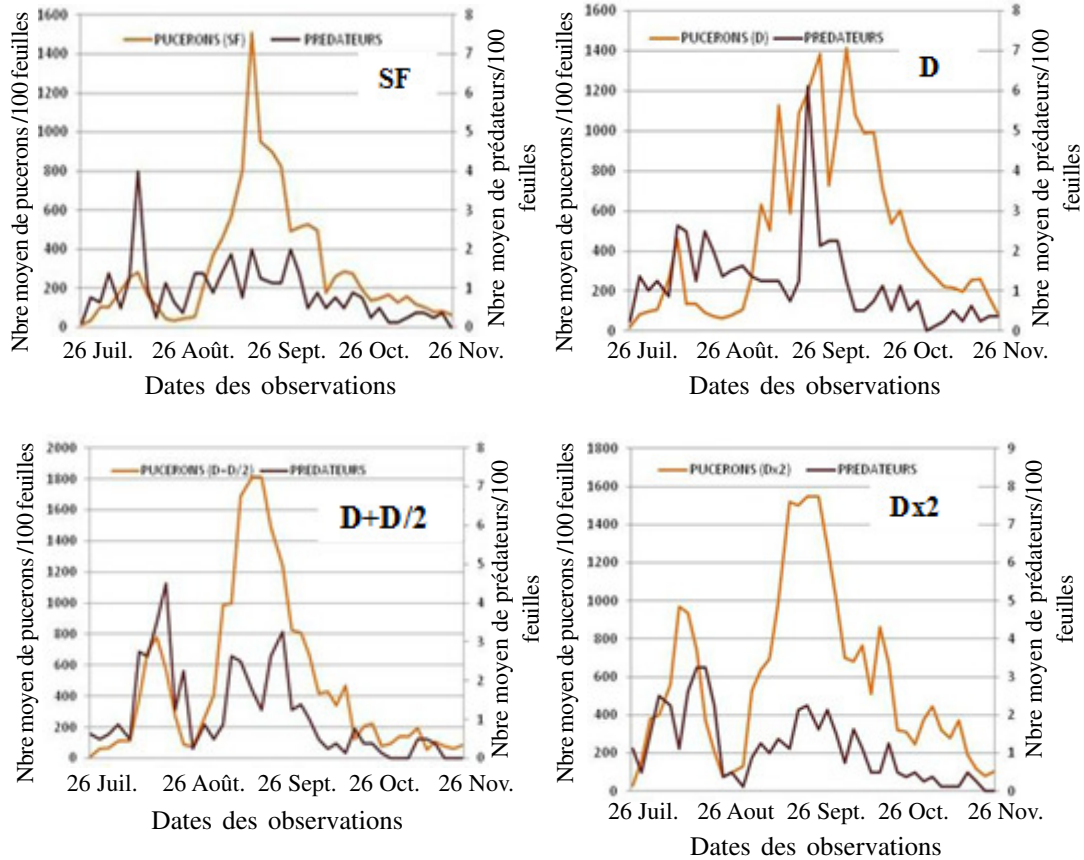 Nbre moyen de pucerons /100 feuilles
1600
1400
1200
1000
800
600
400
200
0
PUCERONS (SF) PREDATEURS
SF
8
7
6
5
4
3
2
1
0
Nbre moyen de prédateurs/100
feuilles
26 Juil. 26 Août. 26 Sept. 26 Oct. 26 Nov.
Dates des observations
Nbre moyen de pucerons /100 feuilles
1600
1400
1200
1000
800
600
400
200
0
PUCERONS (D) PREDATEURS
D
8
7
6
5
4
3
2
1
0
Nbre moyen de prédateurs/100
feuilles
26 Juil. 26 Août. 26 Sept. 26 Oct. 26 Nov.
Dates des observations
Nbre moyen de pucerons /100 feuilles
2000
1800
1600
1400
1200
1000
800
600
400
200
0
PUCERONS (D+D/2) PREDATEURS
D+D/2
8
7
6
5
4
3
2
1
0
Nbre moyen de prédateurs/100
feuilles
26 Juil. 26 Août. 26 Sept. 26 Oct. 26 Nov.
Dates des observations
Nbre moyen de pucerons /100 feuilles
1800
1600
1400
1200
1000
800
600
400
200
0
PUCERONS (Dx2) PREDATEURS
Dx2
9
8
7
6
5
4
3
2
1
0
Nbre moyen de prédateurs/100
feuilles
26 Juil. 26 Aout 26 Sept. 26 Oct. 26 Nov.
Dates des observations